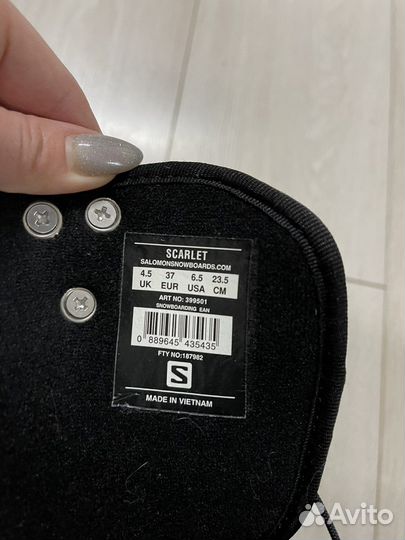 SCARLET
SALOMONSNOWBOARDS.COM
4.5 37 6.5 23.5
UK EUR USA CM
ART NO: 399501
SNOWBOARDING EAN
0 889645 435435
FTY NO:187982
S
MADE IN VIETNAM
Avito